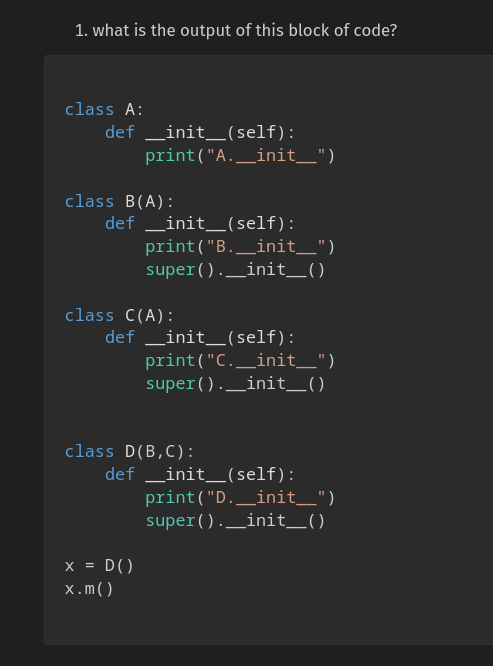 1. what is the output of this block of code?
class A:
    def __init__(self):
        print("A.__init__")
class B(A):
    def __init__(self):
        print("B.__init__")
        super().__init__()
class C(A):
    def __init__(self):
        print("C.__init__")
        super().__init__()
class D(B,C):
    def __init__(self):
        print("D.__init__")
        super().__init__()
x = D()
x.m()